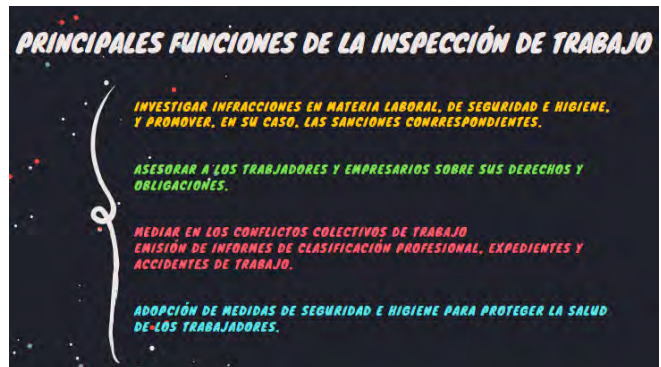 PRINCIPALES FUNCIONES DE LA INSPECCIÓN DE TRABAJO
INVESTIGAR INFRACCIONES EN MATERIA LABORAL, DE SEGURIDAD E HIGIENE,
Y PROMOVER, EN SU CASO, LAS SANCIONES CONRRESPONDIENTES.
ASESORAR A LOS TRABJADORES Y EMPRESARIOS SOBRE SUS DERECHOS Y
OBLIGACIONES.
MEDIAR EN LOS CONFLICTOS COLECTIVOS DE TRABAJO
EMISIÓN DE INFORMES DE CLASIFICACIÓN PROFESIONAL, EXPEDIENTES Y
ACCIDENTES DE TRABAJO.
ADOPCIÓN DE MEDIDAS DE SEGURIDAD E HIGIENE PARA PROTEGER LA SALUD
DE LOS TRABAJADORES.